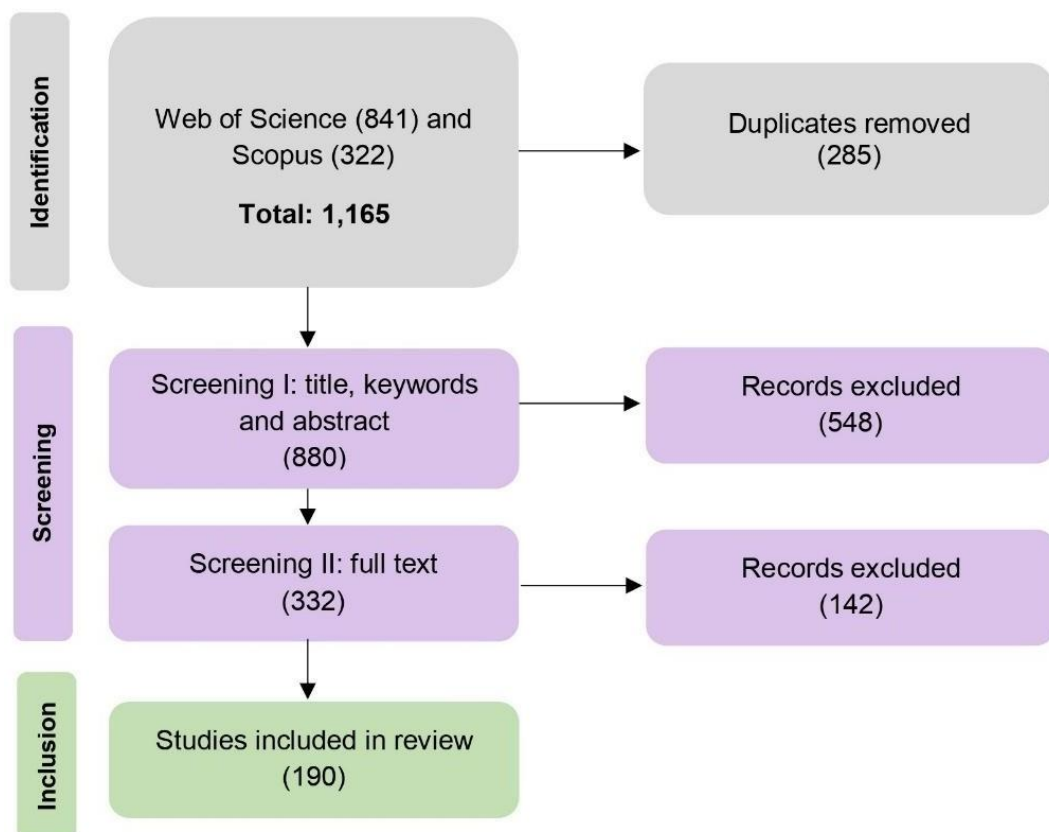 Identification
Web of Science (841) and
Scopus (322)
Total: 1,165
Duplicates removed
(285)
Screening
Screening I: title, keywords
and abstract
(880)
Records excluded
(548)
Screening II: full text
(332)
Records excluded
(142)
Inclusion
Studies included in review
(190)